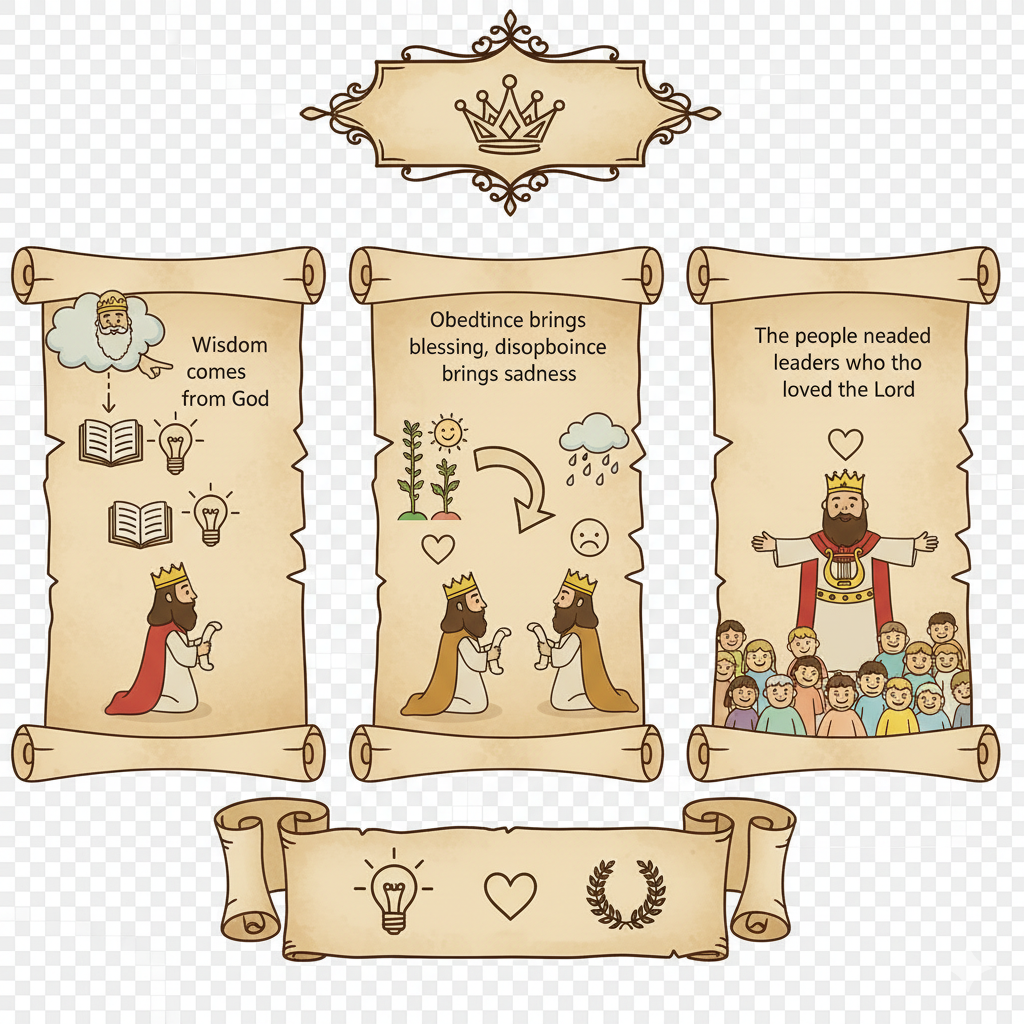 Wisdom
comes
from God
Obedtince brings
blessing, disopboince
brings sadness
The people neaded
leaders who tho
loved the Lord